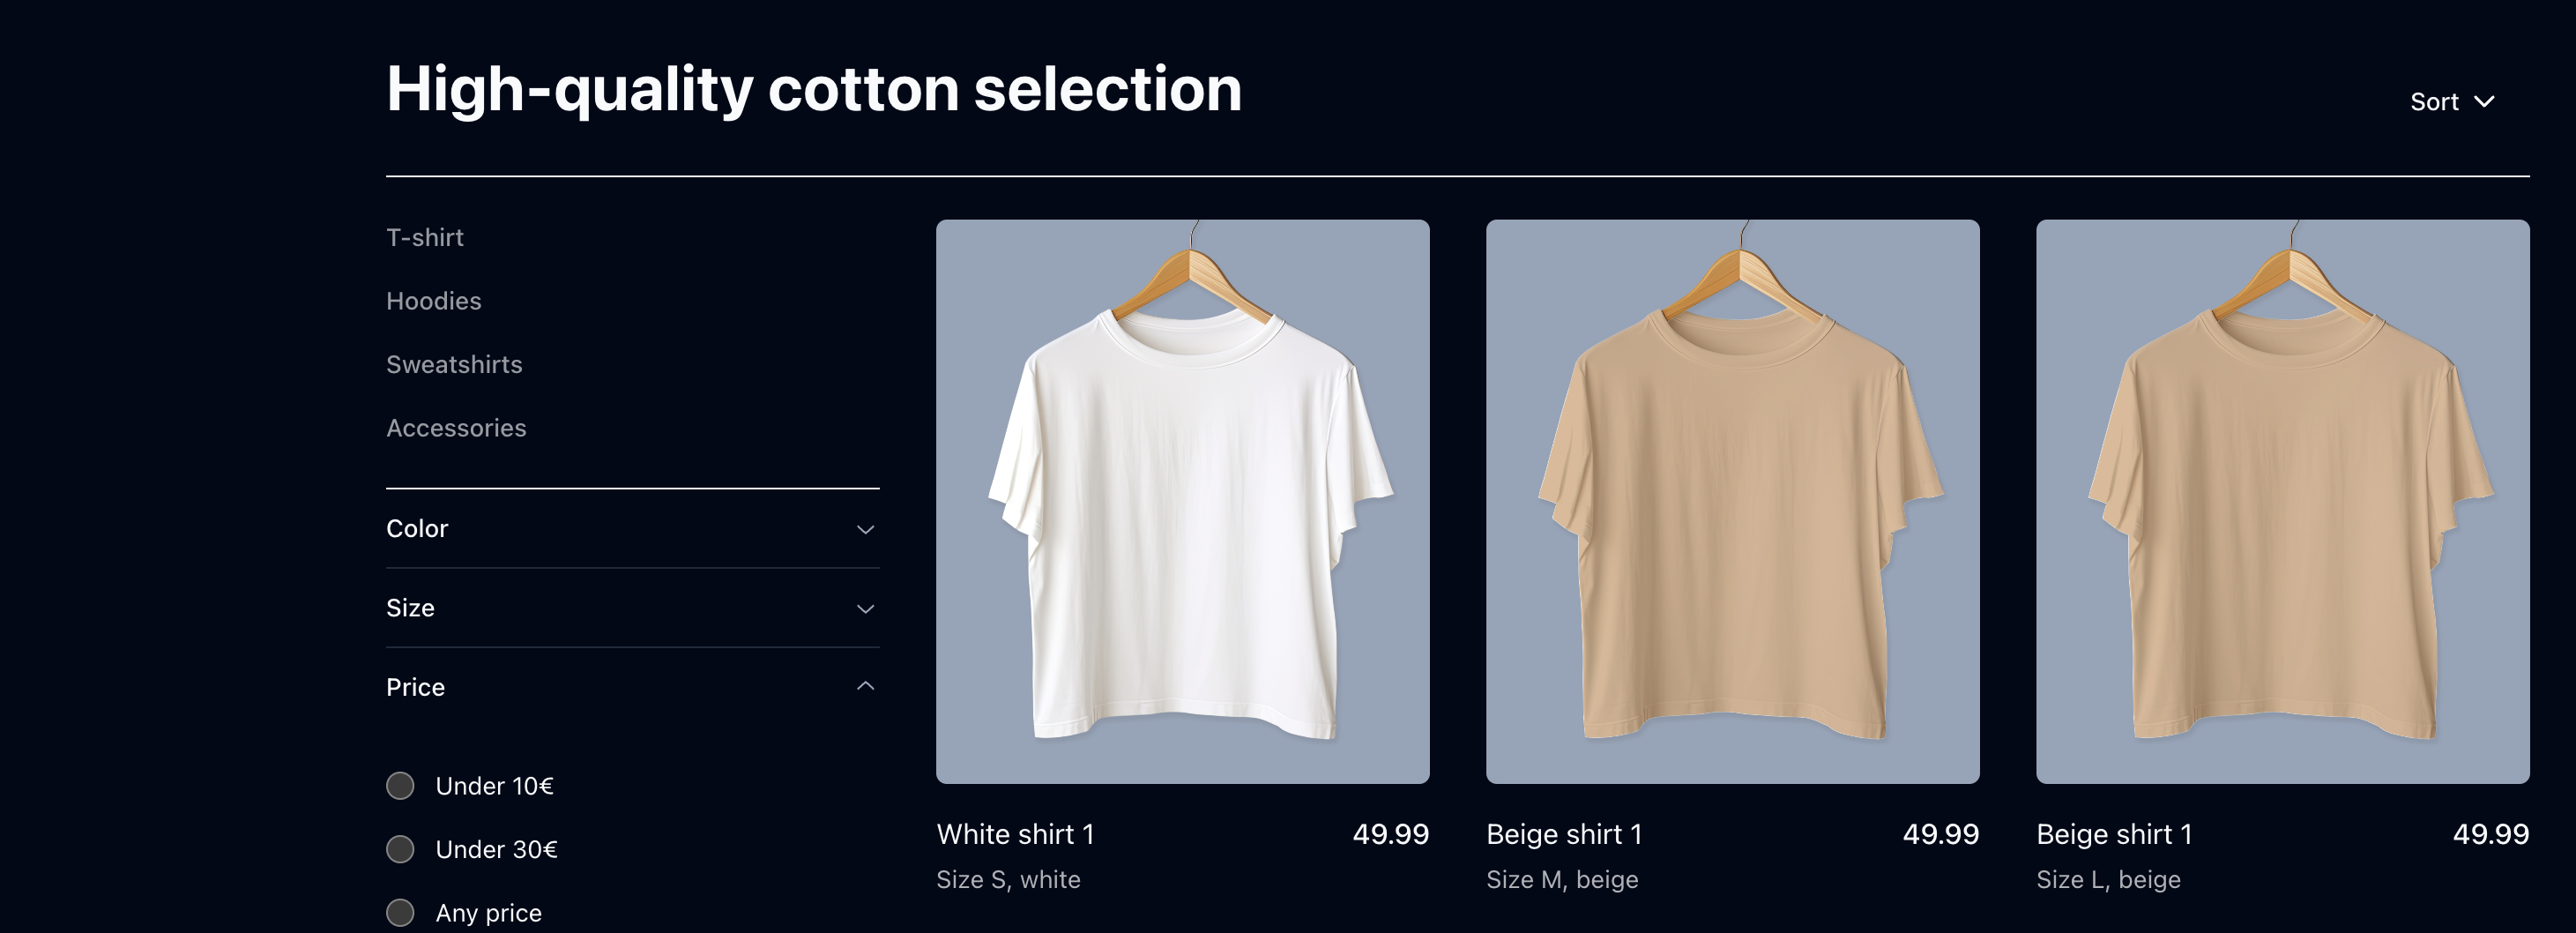 High-quality cotton selection
Sort
T-shirt
Hoodies
Sweatshirts
Accessories
Color
Size
Price
Under 10€
Under 30€
Any price
White shirt 1 49.99
Size S, white
Beige shirt 1 49.99
Size M, beige
Beige shirt 1 49.99
Size L, beige